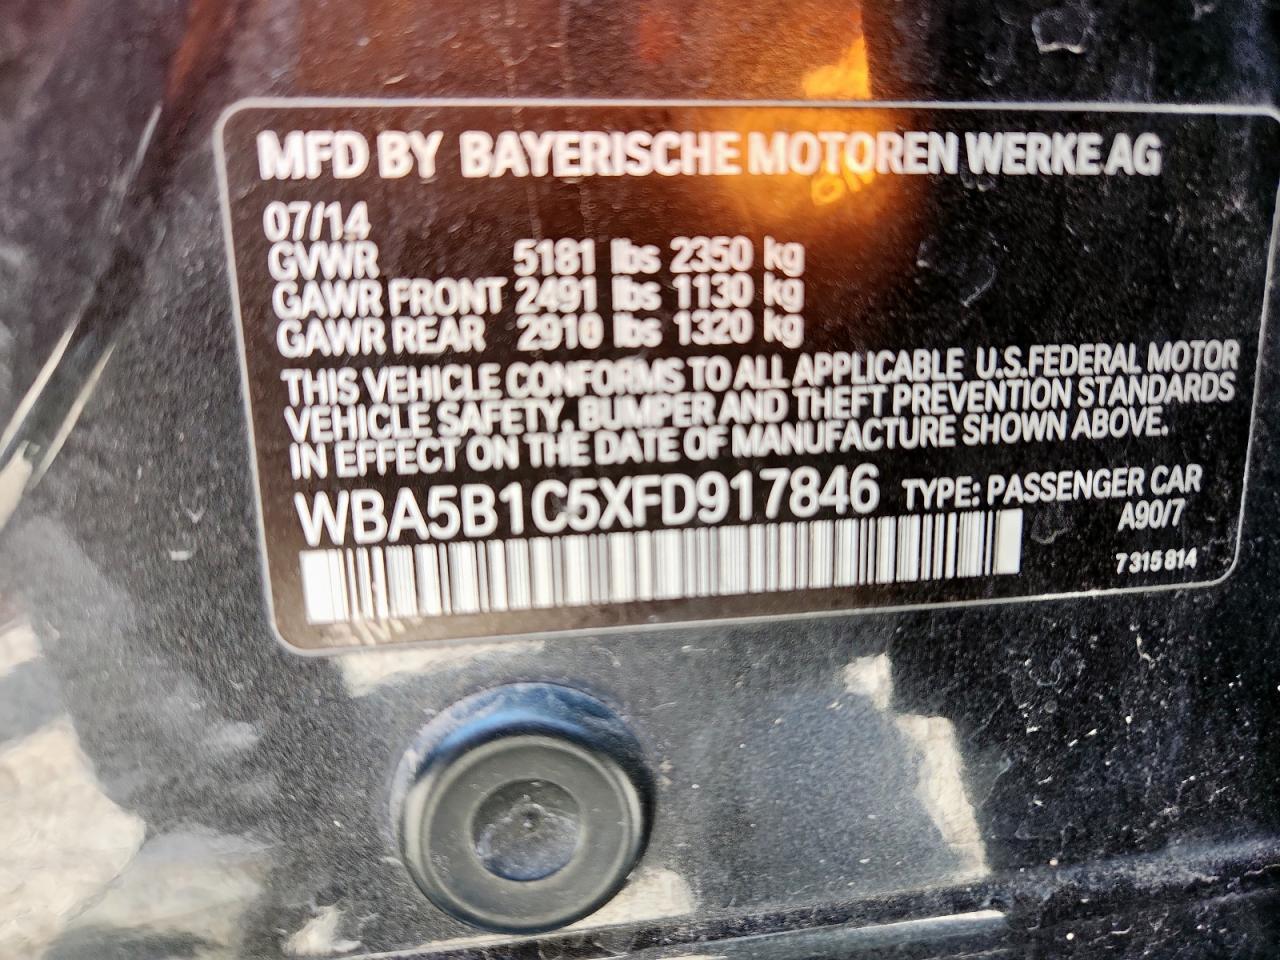 MFD BY BAYERISCHE MOTOREN WERKE AG
07/14
GVWR 5181 lbs 2350 kg
GAWR FRONT 2491 lbs 1130 kg
GAWR REAR 2910 lbs 1320 kg
THIS VEHICLE CONFORMS TO ALL APPLICABLE U.S.FEDERAL MOTOR
VEHICLE SAFETY, BUMPER AND THEFT PREVENTION STANDARDS
IN EFFECT ON THE DATE OF MANUFACTURE SHOWN ABOVE.
WBA5B1C5XFD917846 TYPE: PASSENGER CAR
A90/7
7 315 814